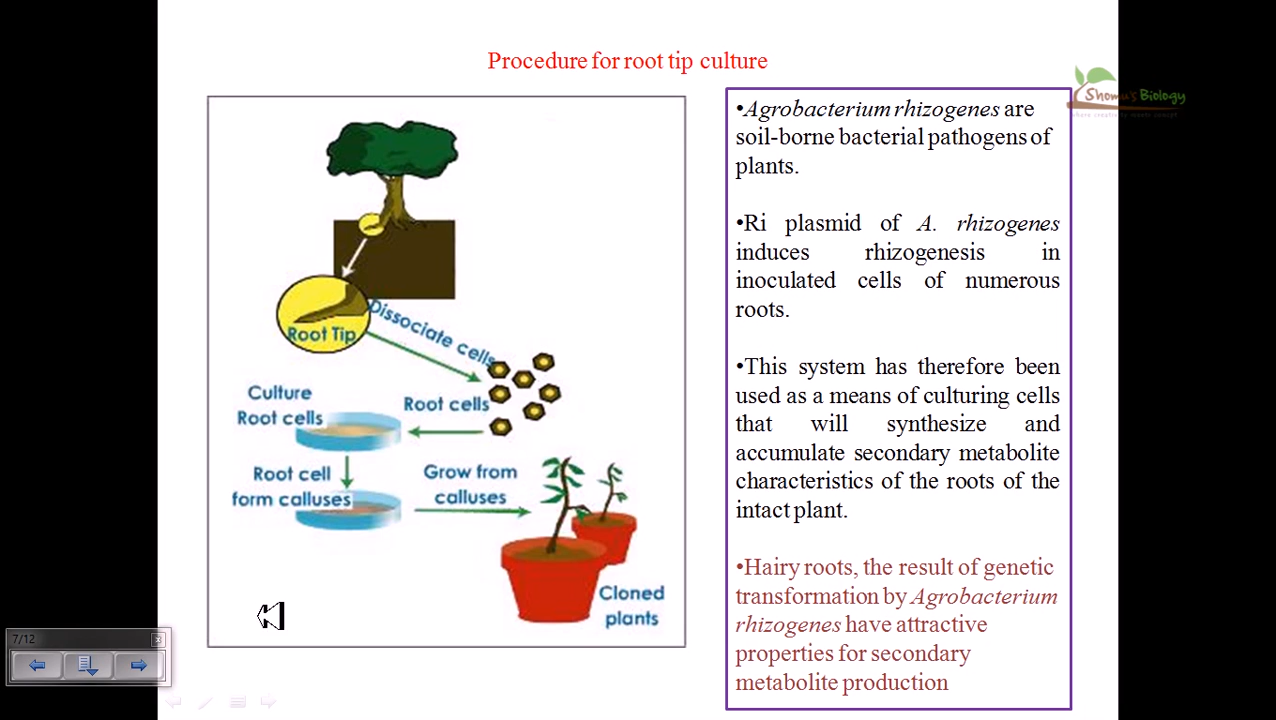 Procedure for root tip culture
Shomu's Biology
Root Tip
Dissociate cells
Culture
Root cells
Root cells
Root cell
form calluses
Grow from
calluses
Cloned
plants
•Agrobacterium rhizogenes are
soil-borne bacterial pathogens of
plants.
•Ri plasmid of A. rhizogenes
induces rhizogenesis in
inoculated cells of numerous
roots.
•This system has therefore been
used as a means of culturing cells
that will synthesize and
accumulate secondary metabolite
characteristics of the roots of the
intact plant.
•Hairy roots, the result of genetic
transformation by Agrobacterium
rhizogenes have attractive
properties for secondary
metabolite production
7/12